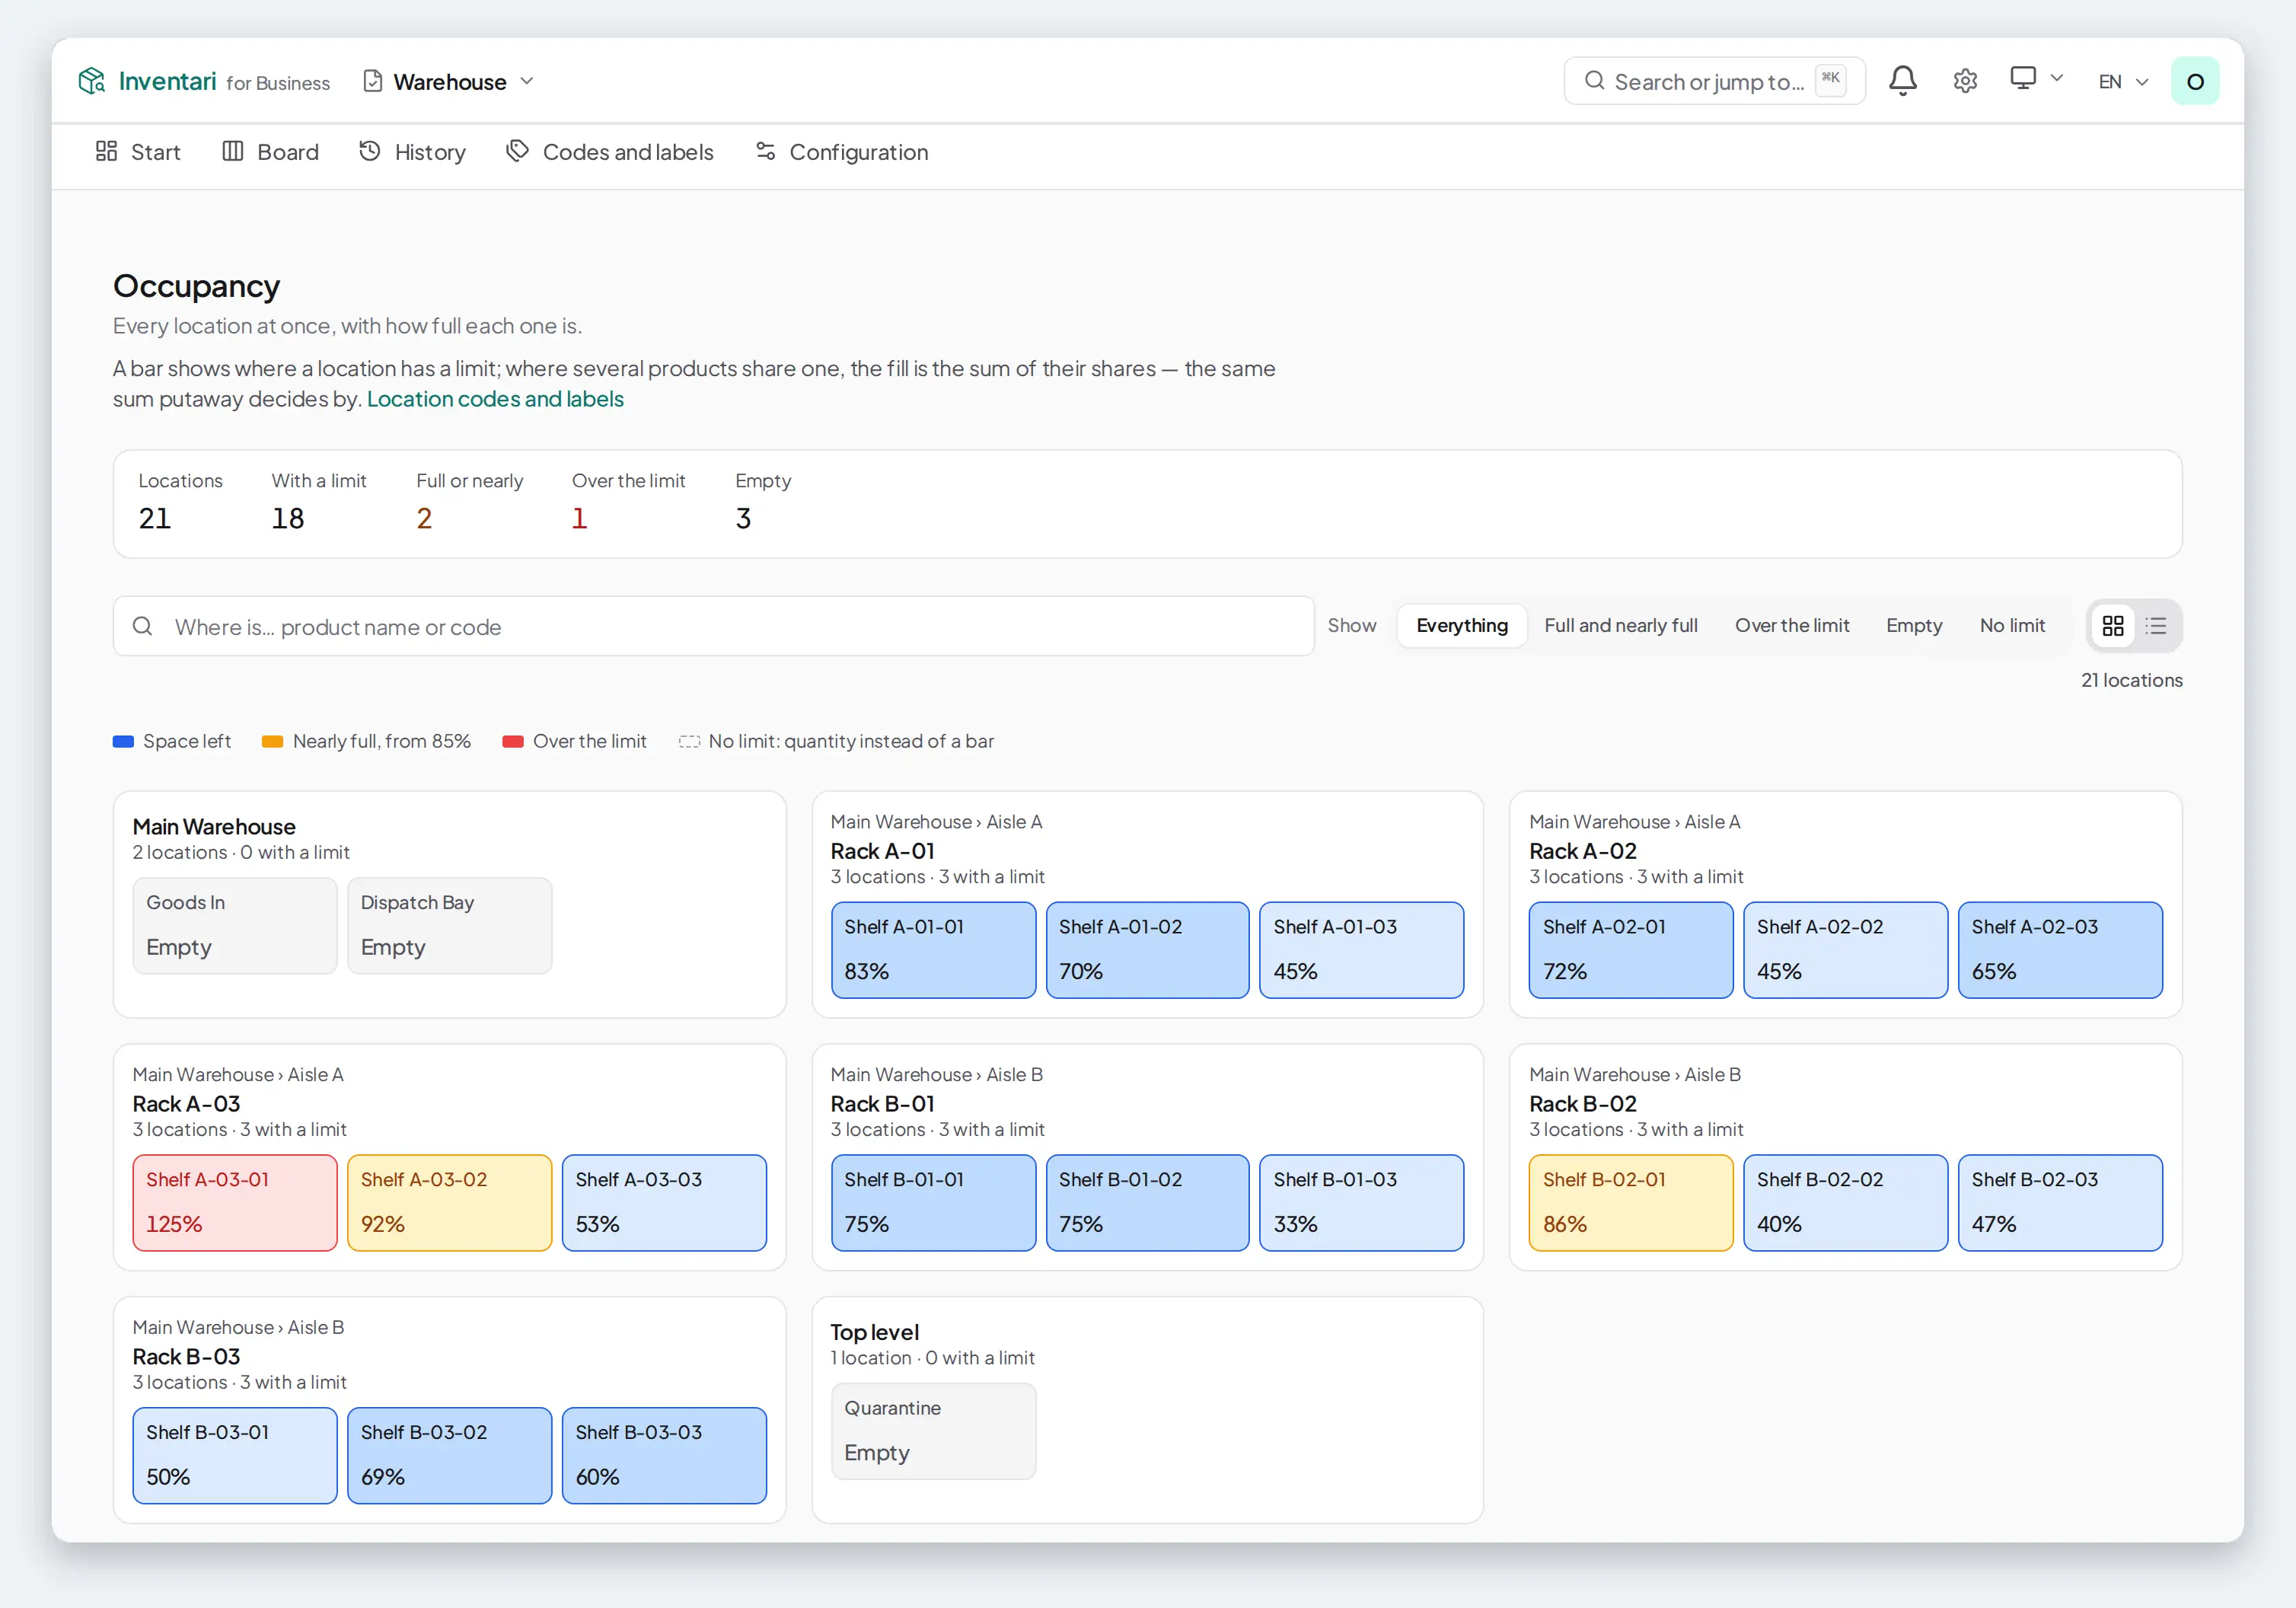 Inventari for Business
Warehouse
Search or jump to... ⌘K
EN
O
Start
Board
History
Codes and labels
Configuration
Occupancy
Every location at once, with how full each one is.
A bar shows where a location has a limit; where several products share one, the fill is the sum of their shares — the same
sum putaway decides by. Location codes and labels
Locations
21
With a limit
18
Full or nearly
2
Over the limit
1
Empty
3
Where is... product name or code
Show
Everything
Full and nearly full
Over the limit
Empty
No limit
21 locations
Space left
Nearly full, from 85%
Over the limit
No limit: quantity instead of a bar
Main Warehouse
2 locations · 0 with a limit
Goods In
Empty
Dispatch Bay
Empty
Main Warehouse › Aisle A
Rack A-01
3 locations · 3 with a limit
Shelf A-01-01
83%
Shelf A-01-02
70%
Shelf A-01-03
45%
Main Warehouse › Aisle A
Rack A-02
3 locations · 3 with a limit
Shelf A-02-01
72%
Shelf A-02-02
45%
Shelf A-02-03
65%
Main Warehouse › Aisle A
Rack A-03
3 locations · 3 with a limit
Shelf A-03-01
125%
Shelf A-03-02
92%
Shelf A-03-03
53%
Main Warehouse › Aisle B
Rack B-01
3 locations · 3 with a limit
Shelf B-01-01
75%
Shelf B-01-02
75%
Shelf B-01-03
33%
Main Warehouse › Aisle B
Rack B-02
3 locations · 3 with a limit
Shelf B-02-01
86%
Shelf B-02-02
40%
Shelf B-02-03
47%
Main Warehouse › Aisle B
Rack B-03
3 locations · 3 with a limit
Shelf B-03-01
50%
Shelf B-03-02
69%
Shelf B-03-03
60%
Top level
1 location · 0 with a limit
Quarantine
Empty